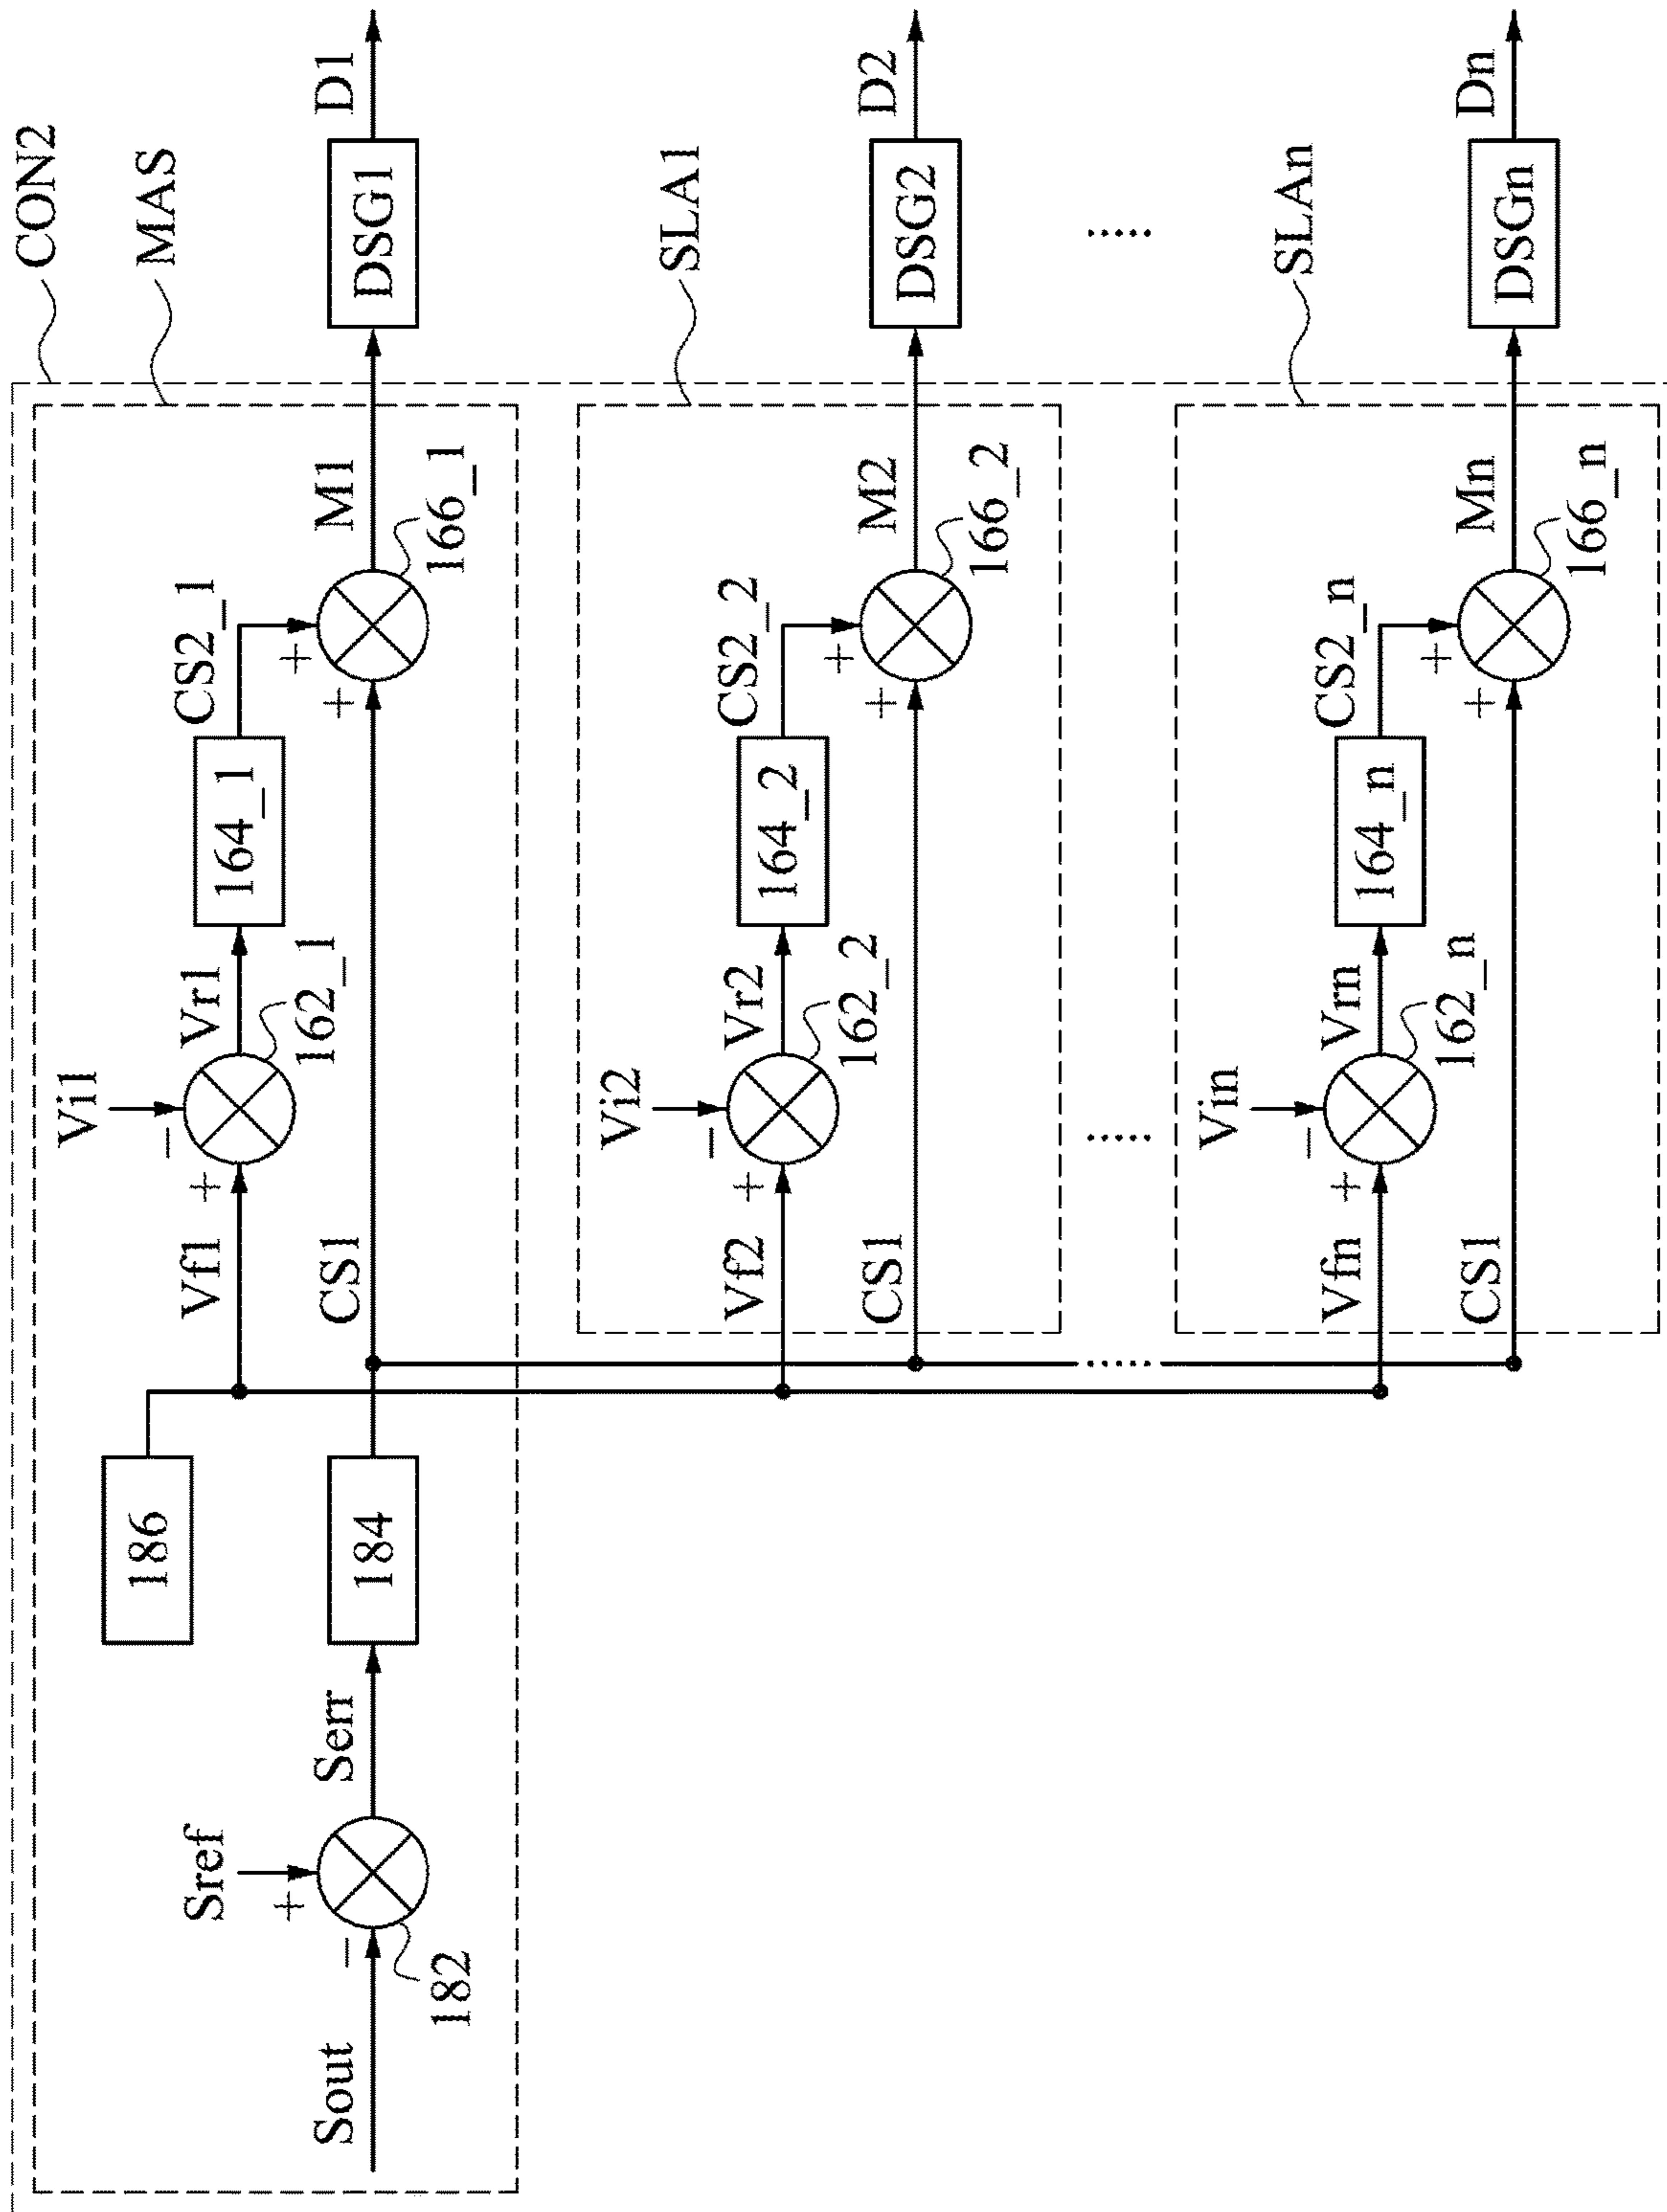 CON2
MAS
Sout
−
182
Sref
+
Serr
184
186
Vf1
+
Vi1
−
Vr1
162_1
164_1
CS2_1
CS1
+
+
166_1
M1
DSG1
D1
SLA1
Vf2
+
Vi2
−
Vr2
162_2
164_2
CS2_2
CS1
+
+
166_2
M2
DSG2
D2
......
......
......
SLAn
Vfn
+
Vin
−
Vrn
162_n
164_n
CS2_n
CS1
+
+
166_n
Mn
DSGn
Dn